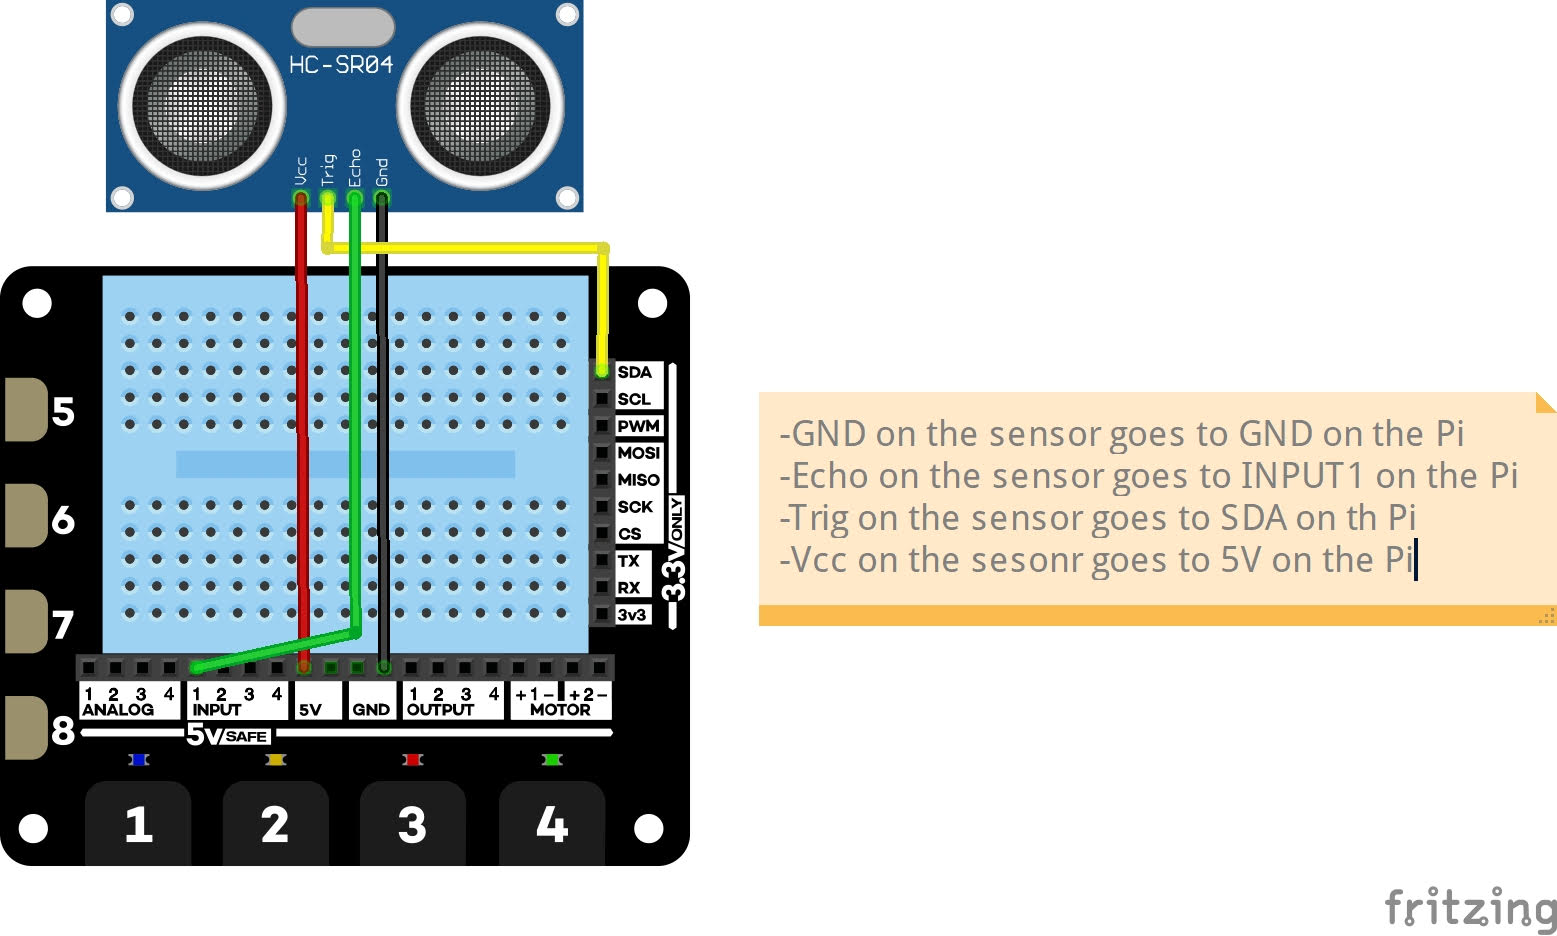 HC-SR04
Vcc
Trig
Echo
Gnd
5
6
7
8
SDA
SCL
PWM
MOSI
MISO
SCK
CS
TX
RX
3v3
3.3V/ONLY
1 2 3 4
ANALOG
1 2 3 4
INPUT
5V
GND
1 2 3 4
OUTPUT
+1- +2-
MOTOR
5V/SAFE
1
2
3
4
-GND on the sensor goes to GND on the Pi
-Echo on the sensor goes to INPUT1 on the Pi
-Trig on the sensor goes to SDA on th Pi
-Vcc on the sesonr goes to 5V on the Pi
fritzing